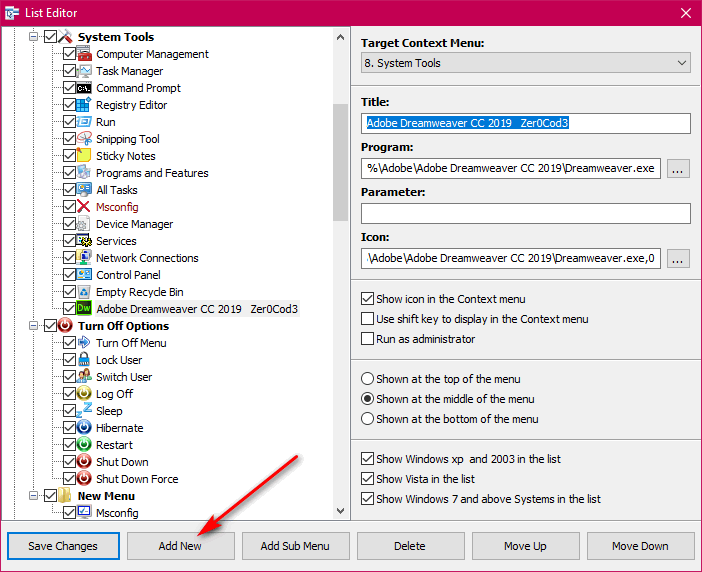 List Editor
System Tools
Computer Management
Task Manager
Command Prompt
Registry Editor
Run
Snipping Tool
Sticky Notes
Programs and Features
All Tasks
Msconfig
Device Manager
Services
Network Connections
Control Panel
Empty Recycle Bin
Dw Adobe Dreamweaver CC 2019   Zer0Cod3
Turn Off Options
Turn Off Menu
Lock User
Switch User
Log Off
Sleep
Hibernate
Restart
Shut Down
Shut Down Force
New Menu
Msconfig
Target Context Menu:
8. System Tools
Title:
Adobe Dreamweaver CC 2019   Zer0Cod3
Program:
%\Adobe\Adobe Dreamweaver CC 2019\Dreamweaver.exe
...
Parameter:
Icon:
.\Adobe\Adobe Dreamweaver CC 2019\Dreamweaver.exe,0
...
Show icon in the Context menu
Use shift key to display in the Context menu
Run as administrator
Shown at the top of the menu
Shown at the middle of the menu
Shown at the bottom of the menu
Show Windows xp  and 2003 in the list
Show Vista in the list
Show Windows 7 and above Systems in the list
Save Changes
Add New
Add Sub Menu
Delete
Move Up
Move Down